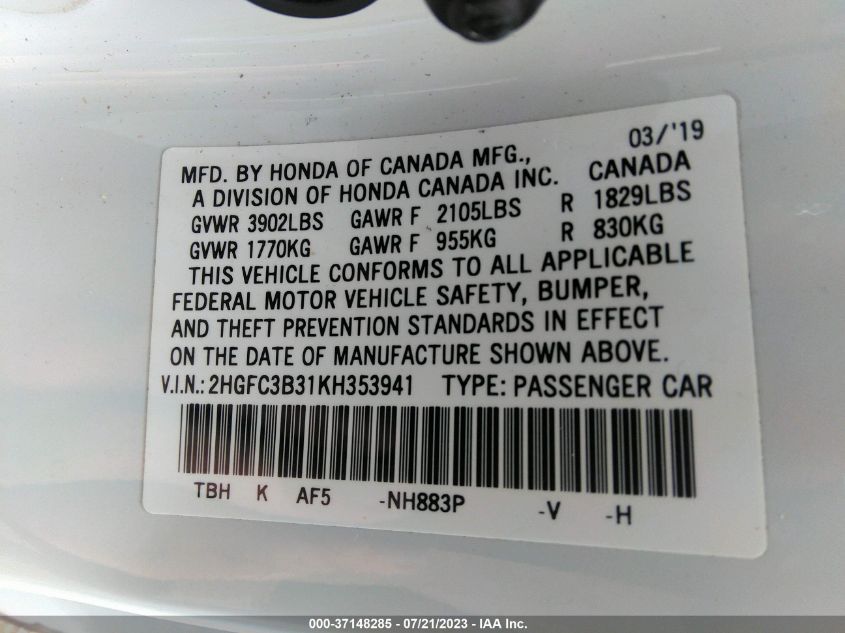 03/'19
MFD. BY HONDA OF CANADA MFG.,
A DIVISION OF HONDA CANADA INC. CANADA
GVWR 3902LBS GAWR F 2105LBS R 1829LBS
GVWR 1770KG GAWR F 955KG R 830KG
THIS VEHICLE CONFORMS TO ALL APPLICABLE
FEDERAL MOTOR VEHICLE SAFETY, BUMPER,
AND THEFT PREVENTION STANDARDS IN EFFECT
ON THE DATE OF MANUFACTURE SHOWN ABOVE.
V.I.N.: 2HGFC3B31KH353941 TYPE: PASSENGER CAR
TBH K AF5 -NH883P -V -H
000-37148285 / 07/21/2023 - IAA Inc.